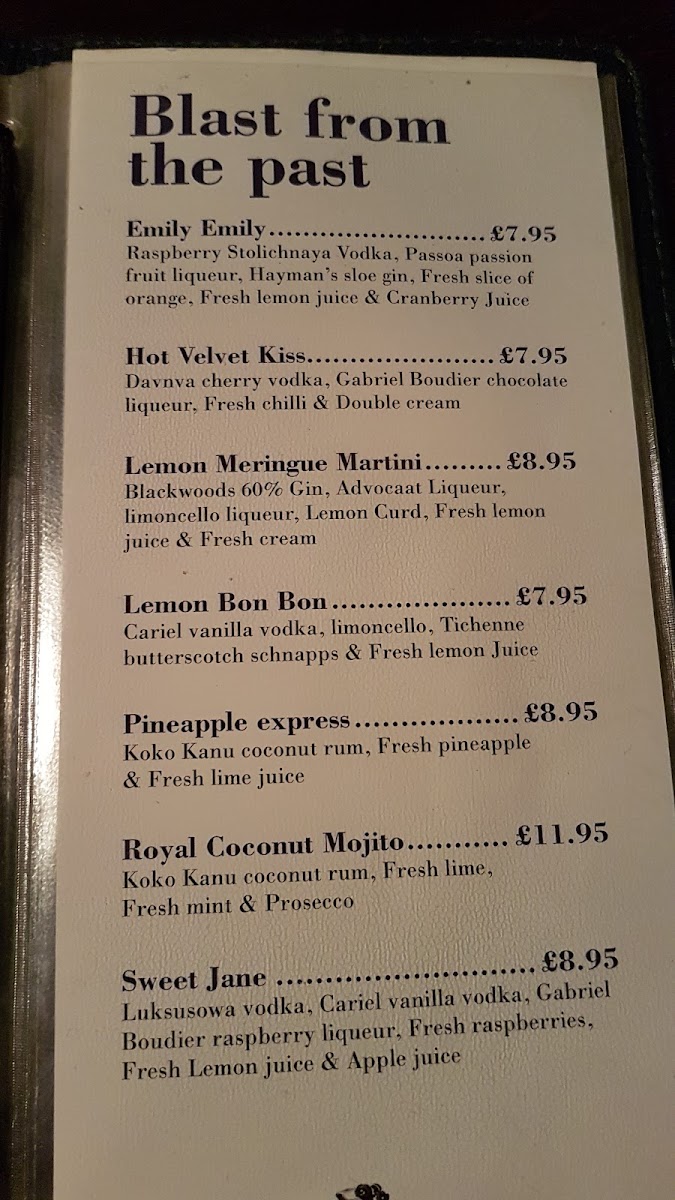 Blast from
the past
Emily Emily..........................£7.95
Raspberry Stolichnaya Vodka, Passoa passion
fruit liqueur, Hayman's sloe gin, Fresh slice of
orange, Fresh lemon juice & Cranberry Juice
Hot Velvet Kiss......................£7.95
Davnva cherry vodka, Gabriel Boudier chocolate
liqueur, Fresh chilli & Double cream
Lemon Meringue Martini.........£8.95
Blackwoods 60% Gin, Advocaat Liqueur,
limoncello liqueur, Lemon Curd, Fresh lemon
juice & Fresh cream
Lemon Bon Bon.....................£7.95
Cariel vanilla vodka, limoncello, Tichenne
butterscotch schnapps & Fresh lemon Juice
Pineapple express...................£8.95
Koko Kanu coconut rum, Fresh pineapple
& Fresh lime juice
Royal Coconut Mojito............£11.95
Koko Kanu coconut rum, Fresh lime,
Fresh mint & Prosecco
Sweet Jane ..............................£8.95
Luksusowa vodka, Cariel vanilla vodka, Gabriel
Boudier raspberry liqueur, Fresh raspberries,
Fresh Lemon juice & Apple juice